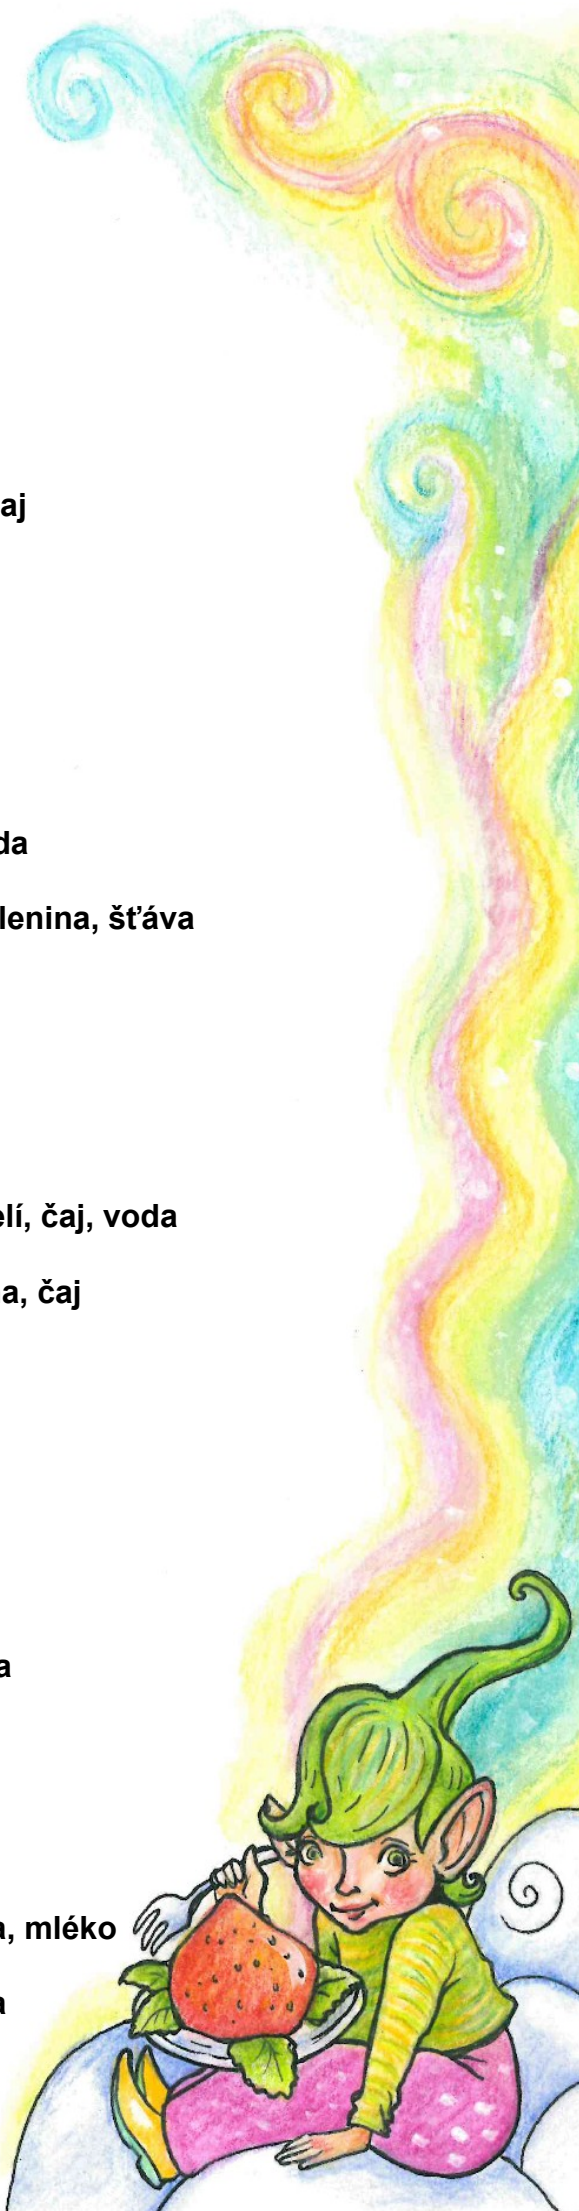 aj
da
lenina, šťáva
elí, čaj, voda
a, čaj
a
a, mléko
a